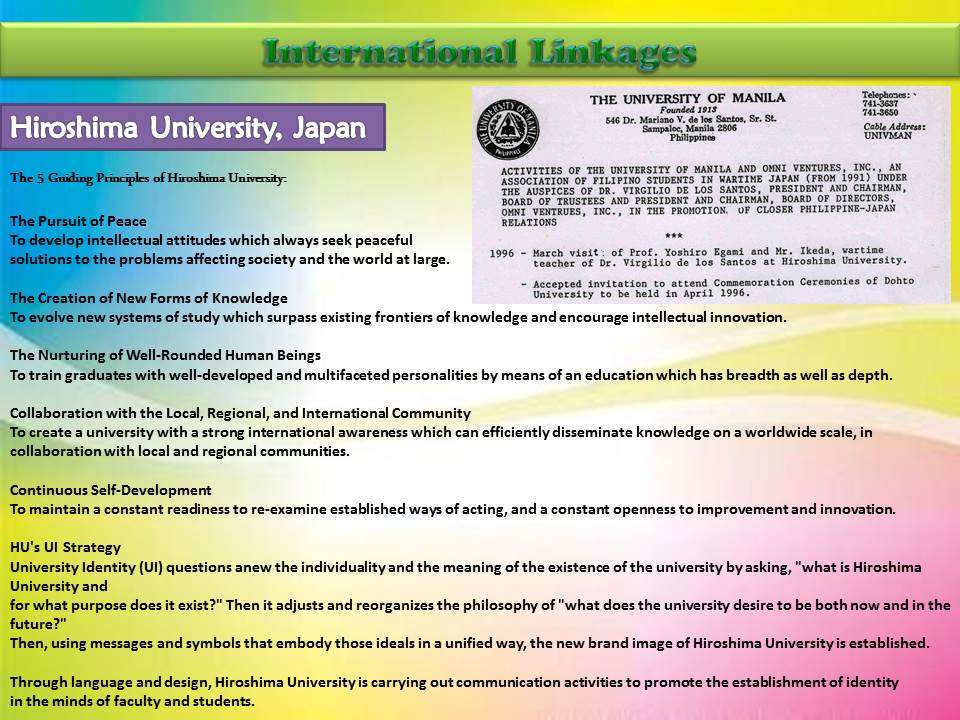 International Linkages
Hiroshima University, Japan
THE UNIVERSITY OF MANILA
Founded 1913
546 Dr. Mariano V. de los Santos, Sr. St.
Sampaloc, Manila 2806
Philippines
Telephones:
741-3637
741-3650
Cable Address:
UNIVMAN
THE UNIVERSITY OF MANILA
PHILIPPINES
ACTIVITIES OF THE UNIVERSITY OF MANILA AND OMNI VENTURES, INC., AN
ASSOCIATION OF FILIPINO STUDENTS IN WARTIME JAPAN (FROM 1991) UNDER
THE AUSPICES OF DR. VIRGILIO DE LOS SANTOS, PRESIDENT AND CHAIRMAN,
BOARD OF TRUSTEES AND PRESIDENT AND CHAIRMAN, BOARD OF DIRECTORS,
OMNI VENTRUES, INC., IN THE PROMOTION. OF CLOSER PHILIPPINE-JAPAN
RELATIONS
***
1996 - March visit of Prof. Yoshiro Egami and Mr. Ikeda, wartime
teacher of Dr. Virgilio de los Santos at Hiroshima University.
- Accepted invitation to attend Commemoration Ceremonies of Dohto
University to be held in April 1996.
The 5 Guiding Principles of Hiroshima University:
The Pursuit of Peace
To develop intellectual attitudes which always seek peaceful
solutions to the problems affecting society and the world at large.
The Creation of New Forms of Knowledge
To evolve new systems of study which surpass existing frontiers of knowledge and encourage intellectual innovation.
The Nurturing of Well-Rounded Human Beings
To train graduates with well-developed and multifaceted personalities by means of an education which has breadth as well as depth.
Collaboration with the Local, Regional, and International Community
To create a university with a strong international awareness which can efficiently disseminate knowledge on a worldwide scale, in
collaboration with local and regional communities.
Continuous Self-Development
To maintain a constant readiness to re-examine established ways of acting, and a constant openness to improvement and innovation.
HU's UI Strategy
University Identity (UI) questions anew the individuality and the meaning of the existence of the university by asking, "what is Hiroshima
University and
for what purpose does it exist?" Then it adjusts and reorganizes the philosophy of "what does the university desire to be both now and in the
future?"
Then, using messages and symbols that embody those ideals in a unified way, the new brand image of Hiroshima University is established.
Through language and design, Hiroshima University is carrying out communication activities to promote the establishment of identity
in the minds of faculty and students.